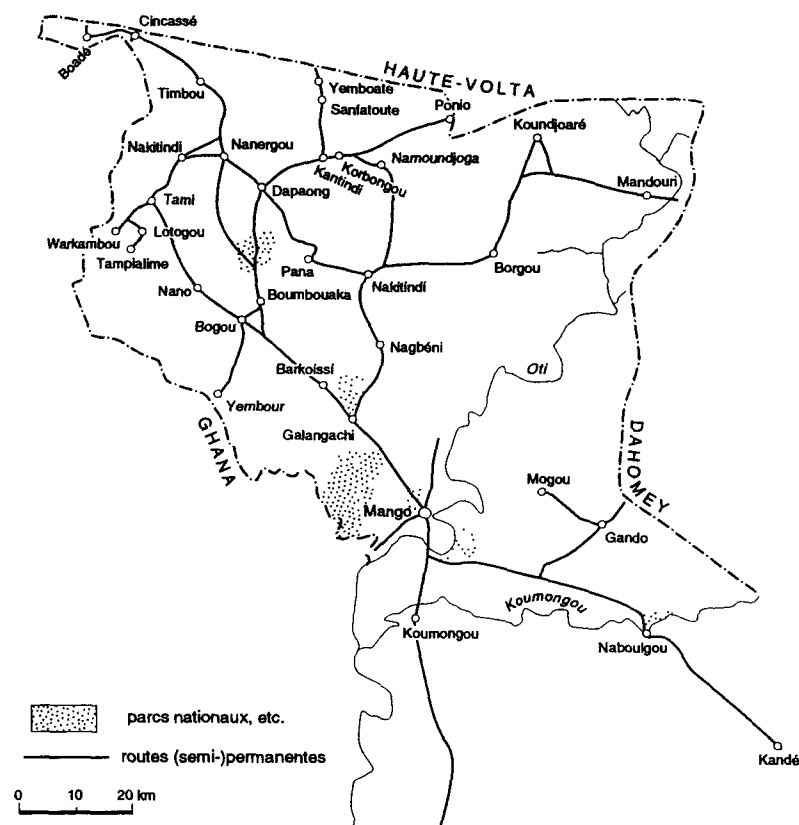 Cincassé
Boadé
HAUTE-VOLTA
Timbou
Yemboate
Sanfatoute
Ponio
Koundjoaré
Nakitindi
Nanergou
Kantindi
Korbongou
Namoundjoga
Dapaong
Mandouri
Tami
Warkambou
Lotogou
Tampialime
Pana
Borgou
Nakitindi
Nano
Boumbouaka
Bogou
Nagbéni
Barkoissi
Oti
Yembour
Galangachi
GHANA
DAHOMEY
Mogou
Mango
Gando
Koumongou
Koumongou
Naboulgou
Kandé
parcs nationaux, etc.
routes (semi-)permanentes
0 10 20 km